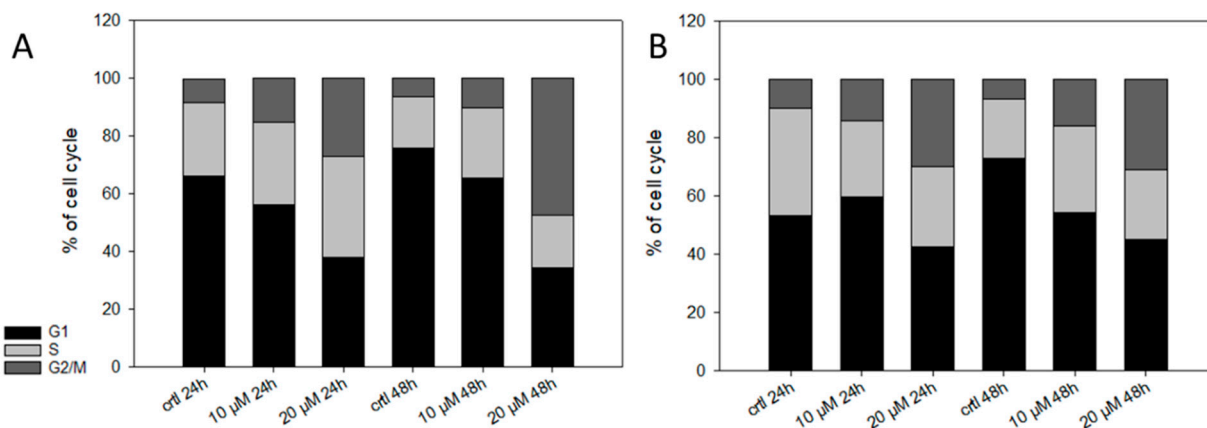 A
120
100
80
60
40
20
0
% of cell cycle
G1
S
G2/M
crtl 24h
10 µM 24h
20 µM 24h
crtl 48h
10 µM 48h
20 µM 48h
B
120
100
80
60
40
20
0
% of cell cycle
crtl 24h
10 µM 24h
20 µM 24h
crtl 48h
10 µM 48h
20 µM 48h